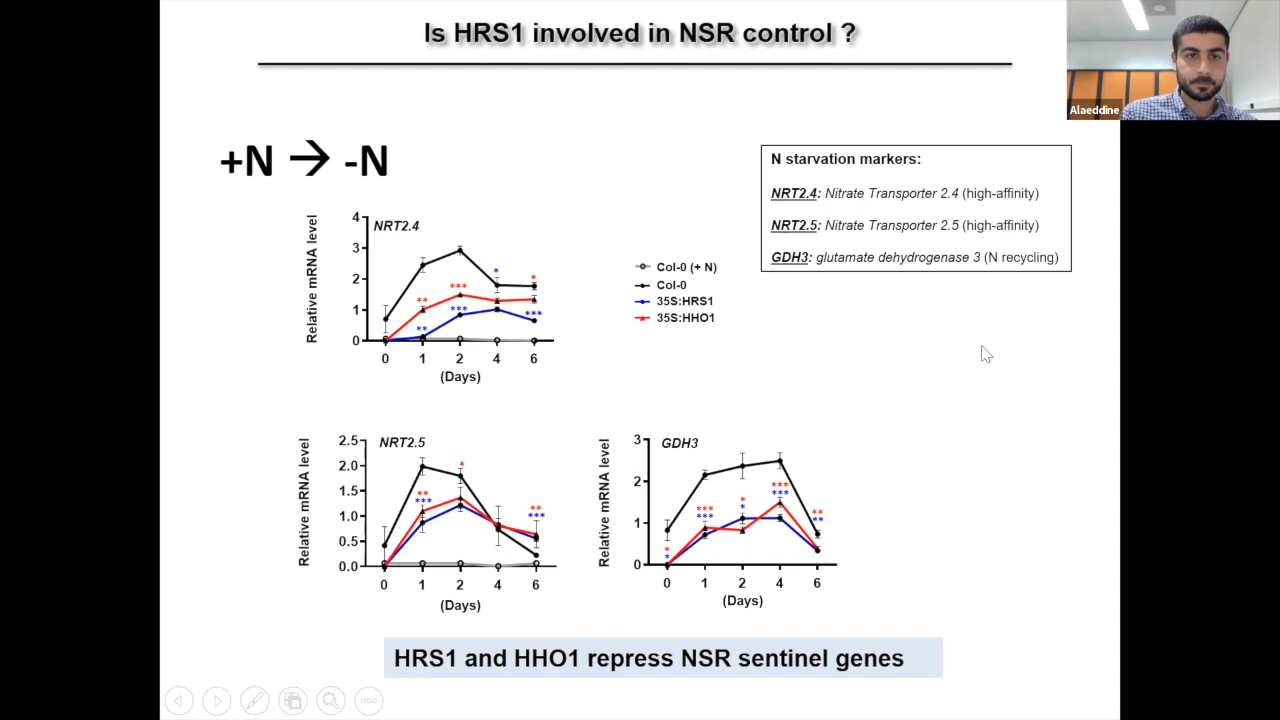 Is HRS1 involved in NSR control ?
Alaeddine
+N → -N
N starvation markers:
NRT2.4: Nitrate Transporter 2.4 (high-affinity)
NRT2.5: Nitrate Transporter 2.5 (high-affinity)
GDH3: glutamate dehydrogenase 3 (N recycling)
NRT2.4
Relative mRNA level
4
3
2
1
0
*
*
**
***
**
***
***
0 1 2 4 6
(Days)
Col-0 (+ N)
Col-0
35S:HRS1
35S:HHO1
NRT2.5
Relative mRNA level
2.5
2.0
1.5
1.0
0.5
0.0
*
**
***
**
***
0 1 2 4 6
(Days)
GDH3
Relative mRNA level
3
2
1
0
*
*
***
***
*
*
***
***
**
**
0 1 2 4 6
(Days)
HRS1 and HHO1 repress NSR sentinel genes